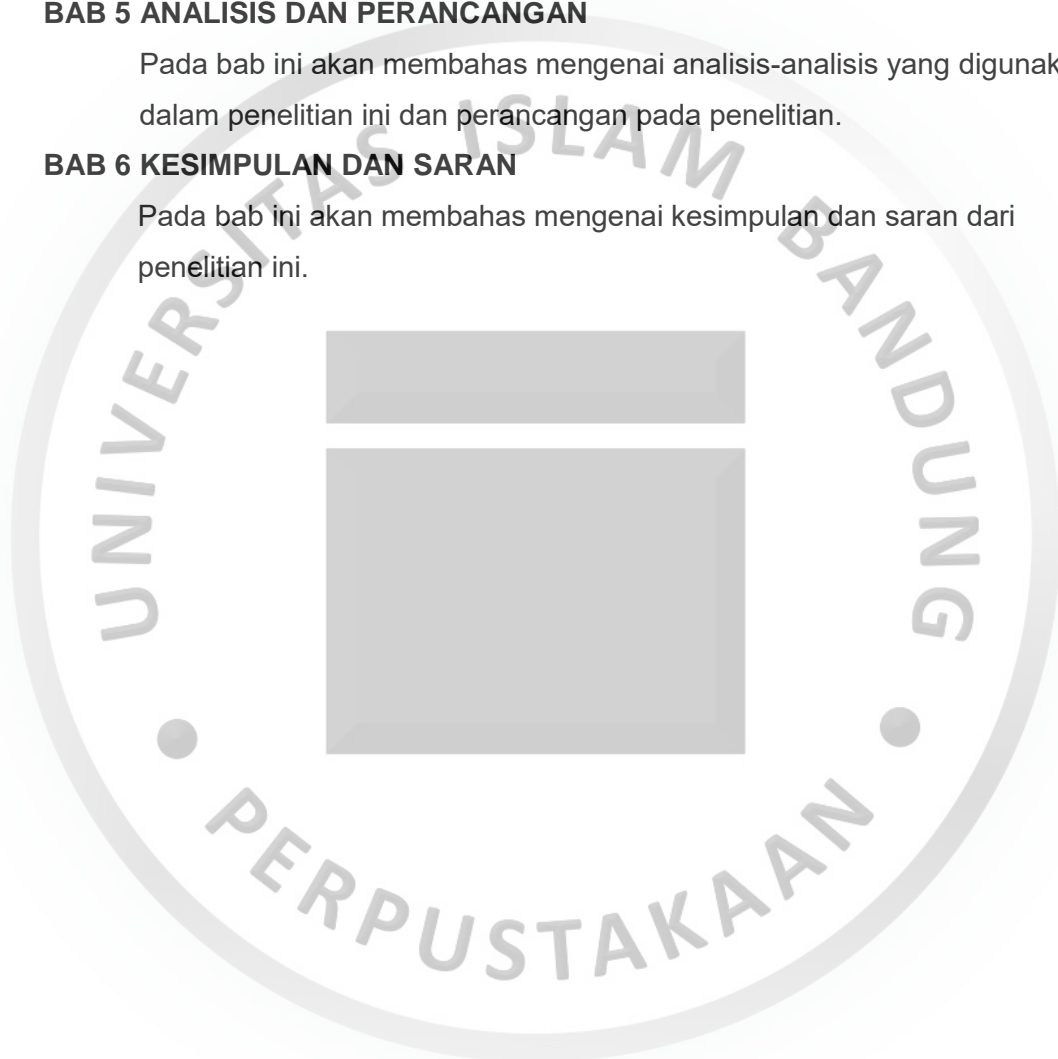 BAB 5 ANALISIS DAN PERANCANGAN
Pada bab ini akan membahas mengenai analisis-analisis yang digunak
dalam penelitian ini dan perancangan pada penelitian.
BAB 6 KESIMPULAN DAN SARAN
Pada bab ini akan membahas mengenai kesimpulan dan saran dari
penelitian ini.
UNIVERSITAS ISLAM BANDUNG
PERPUSTAKAAN